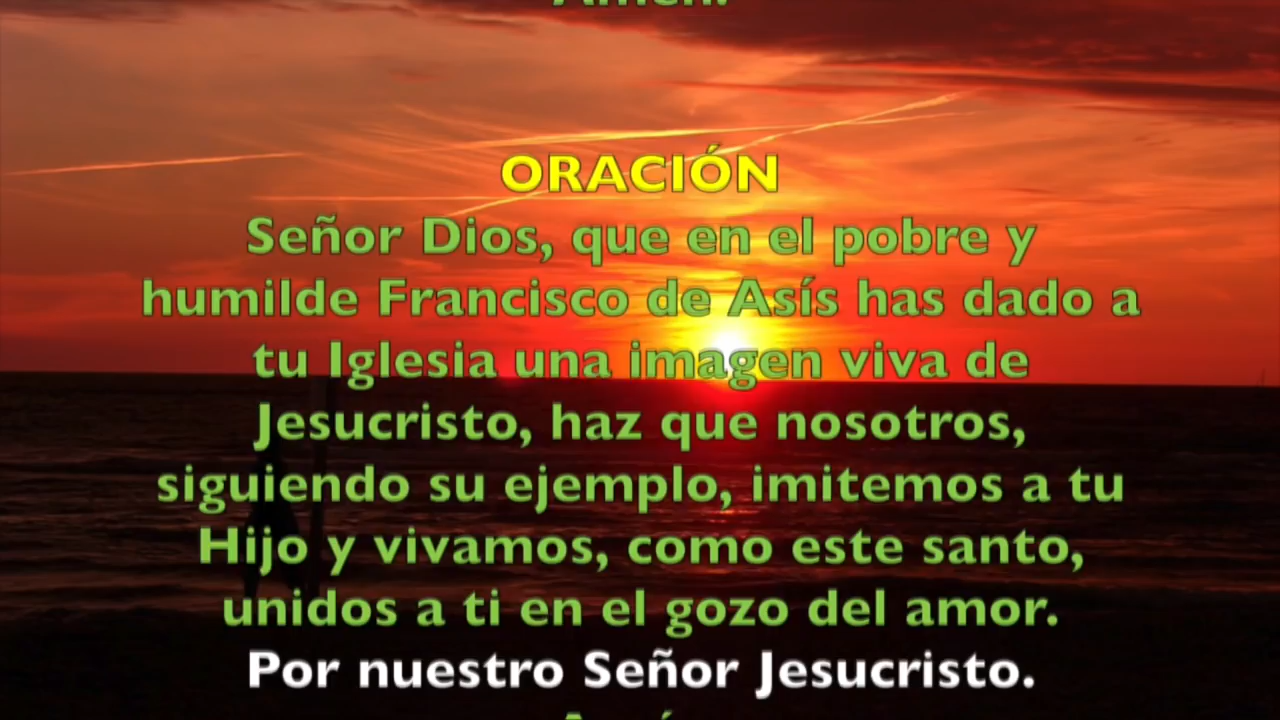 ORACIÓN
Señor Dios, que en el pobre y
humilde Francisco de Asís has dado a
tu Iglesia una imagen viva de
Jesucristo, haz que nosotros,
siguiendo su ejemplo, imitemos a tu
Hijo y vivamos, como este santo,
unidos a ti en el gozo del amor.
Por nuestro Señor Jesucristo.